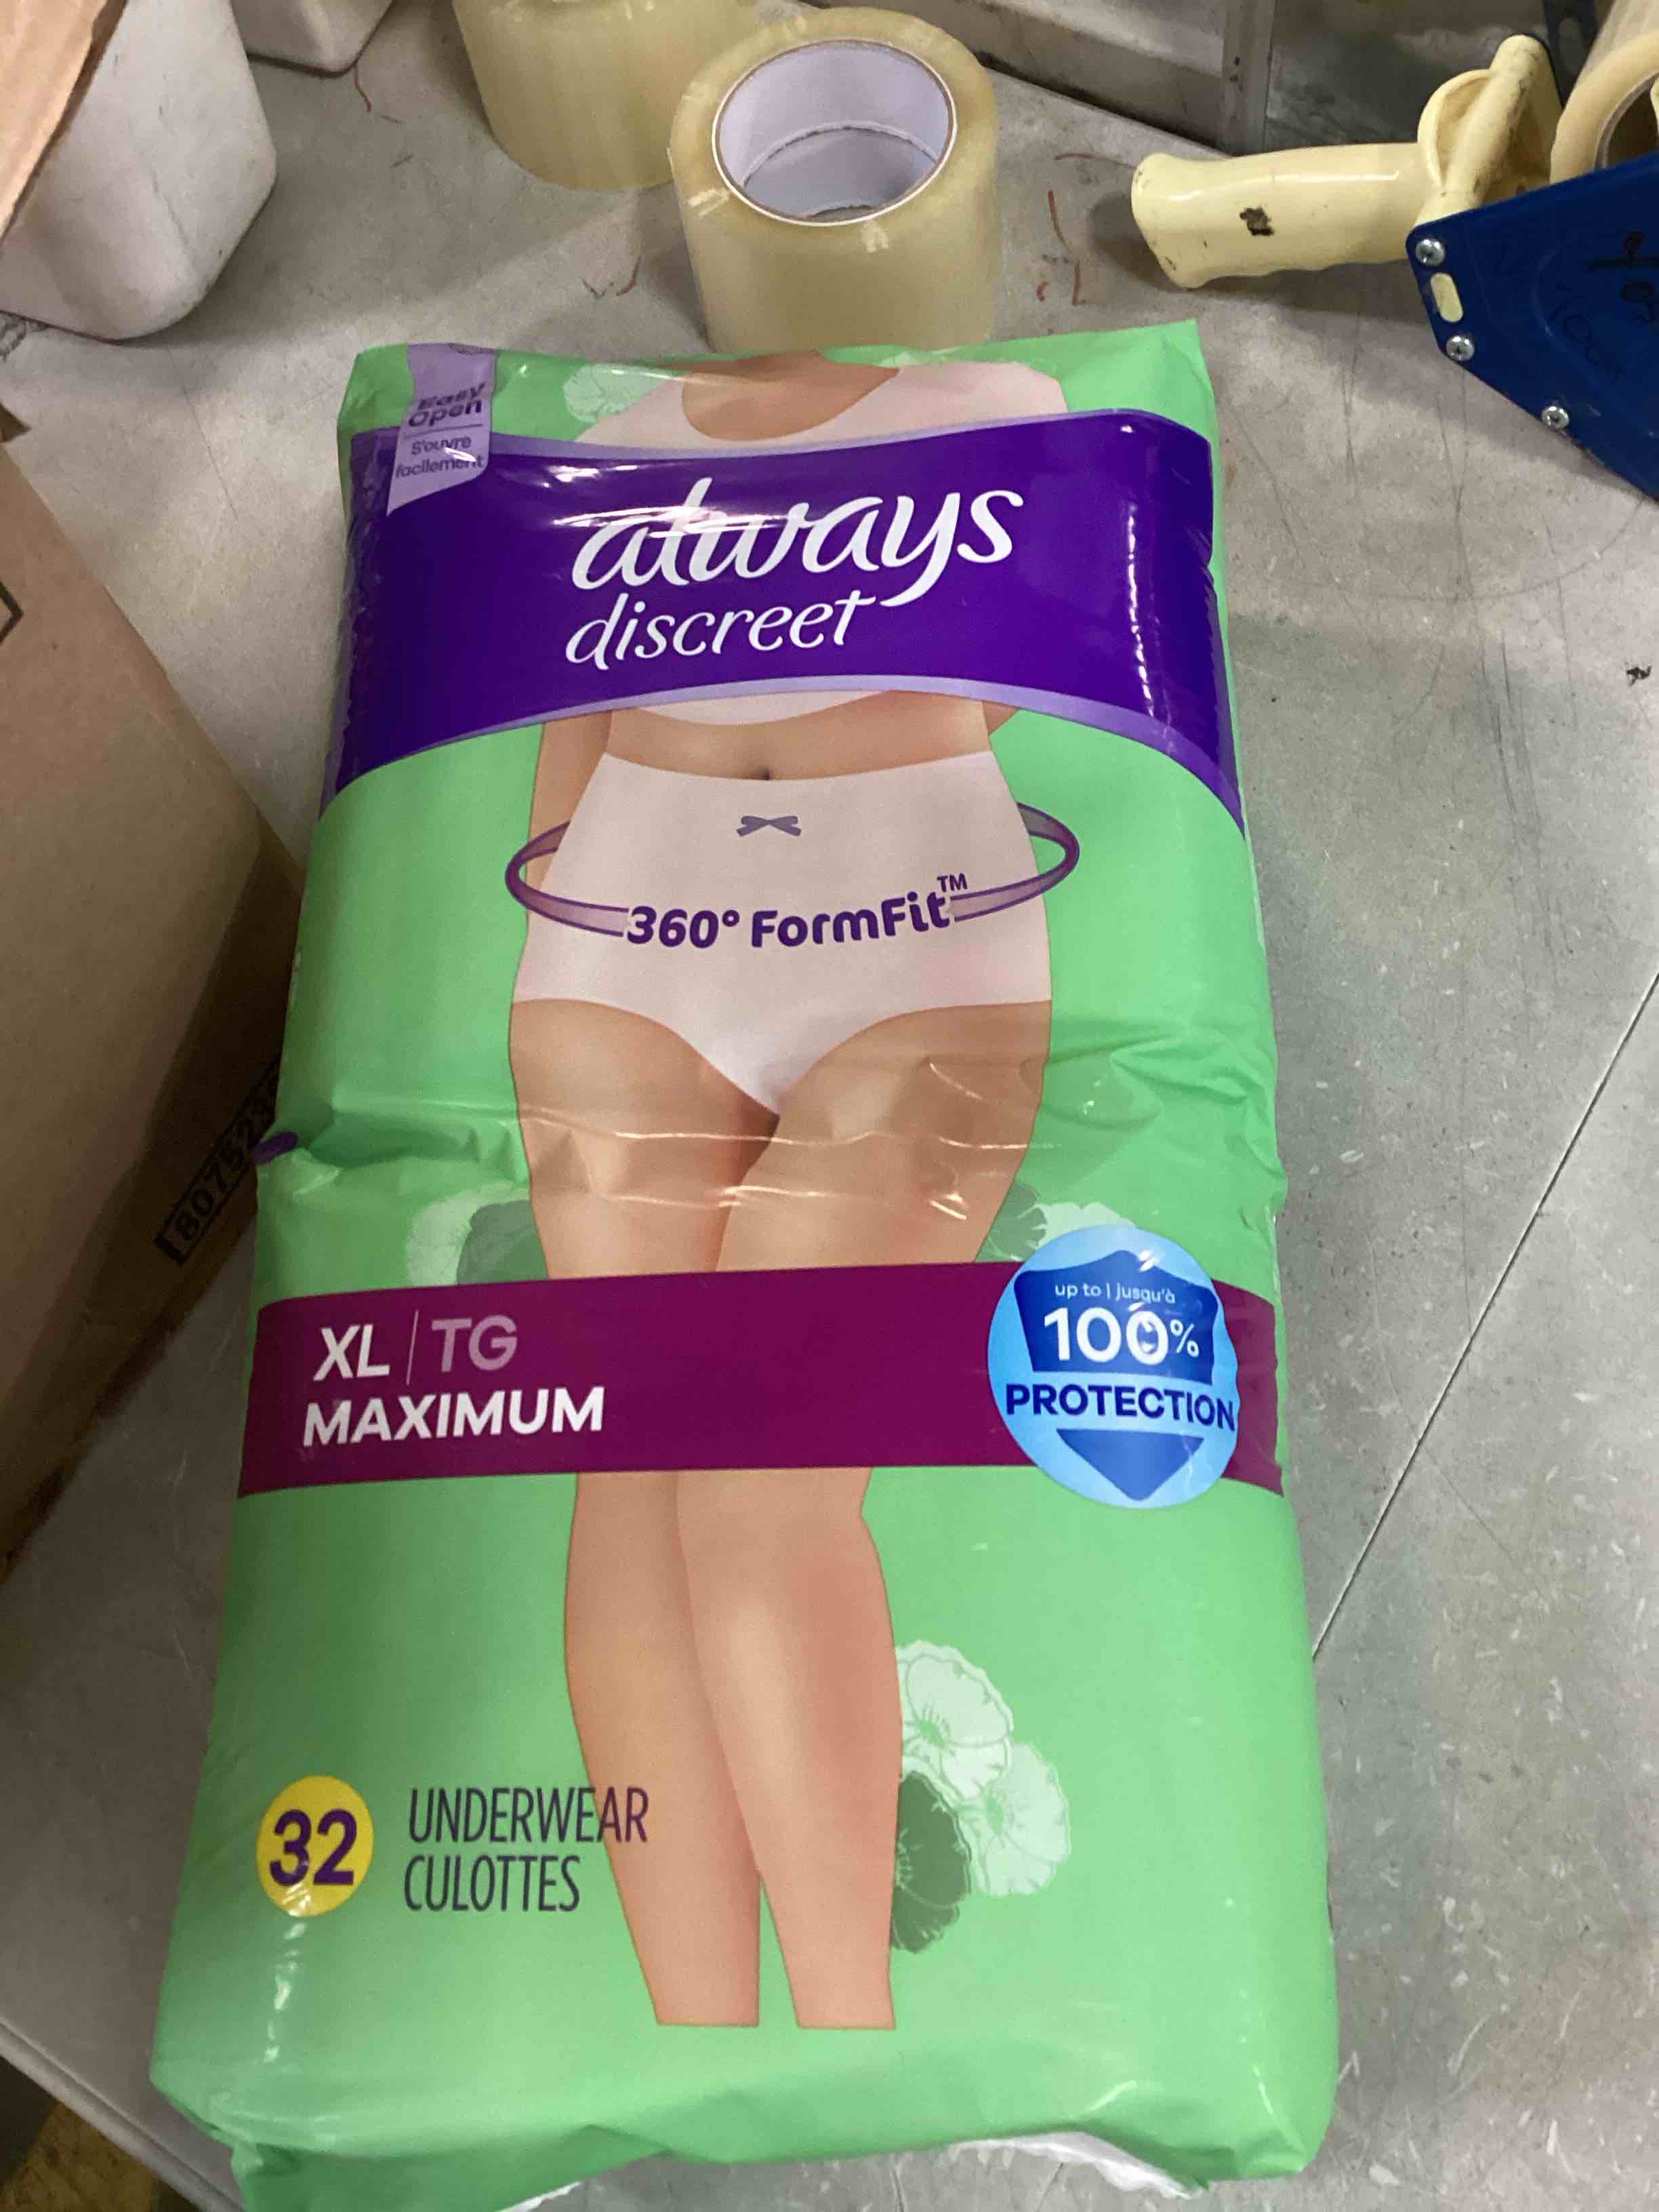 Easy
Open
S'ouvre
facilement
always
discreet
360° FormFit™
XL | TG
MAXIMUM
up to | jusqu'à
100%
PROTECTION
32
UNDERWEAR
CULOTTES